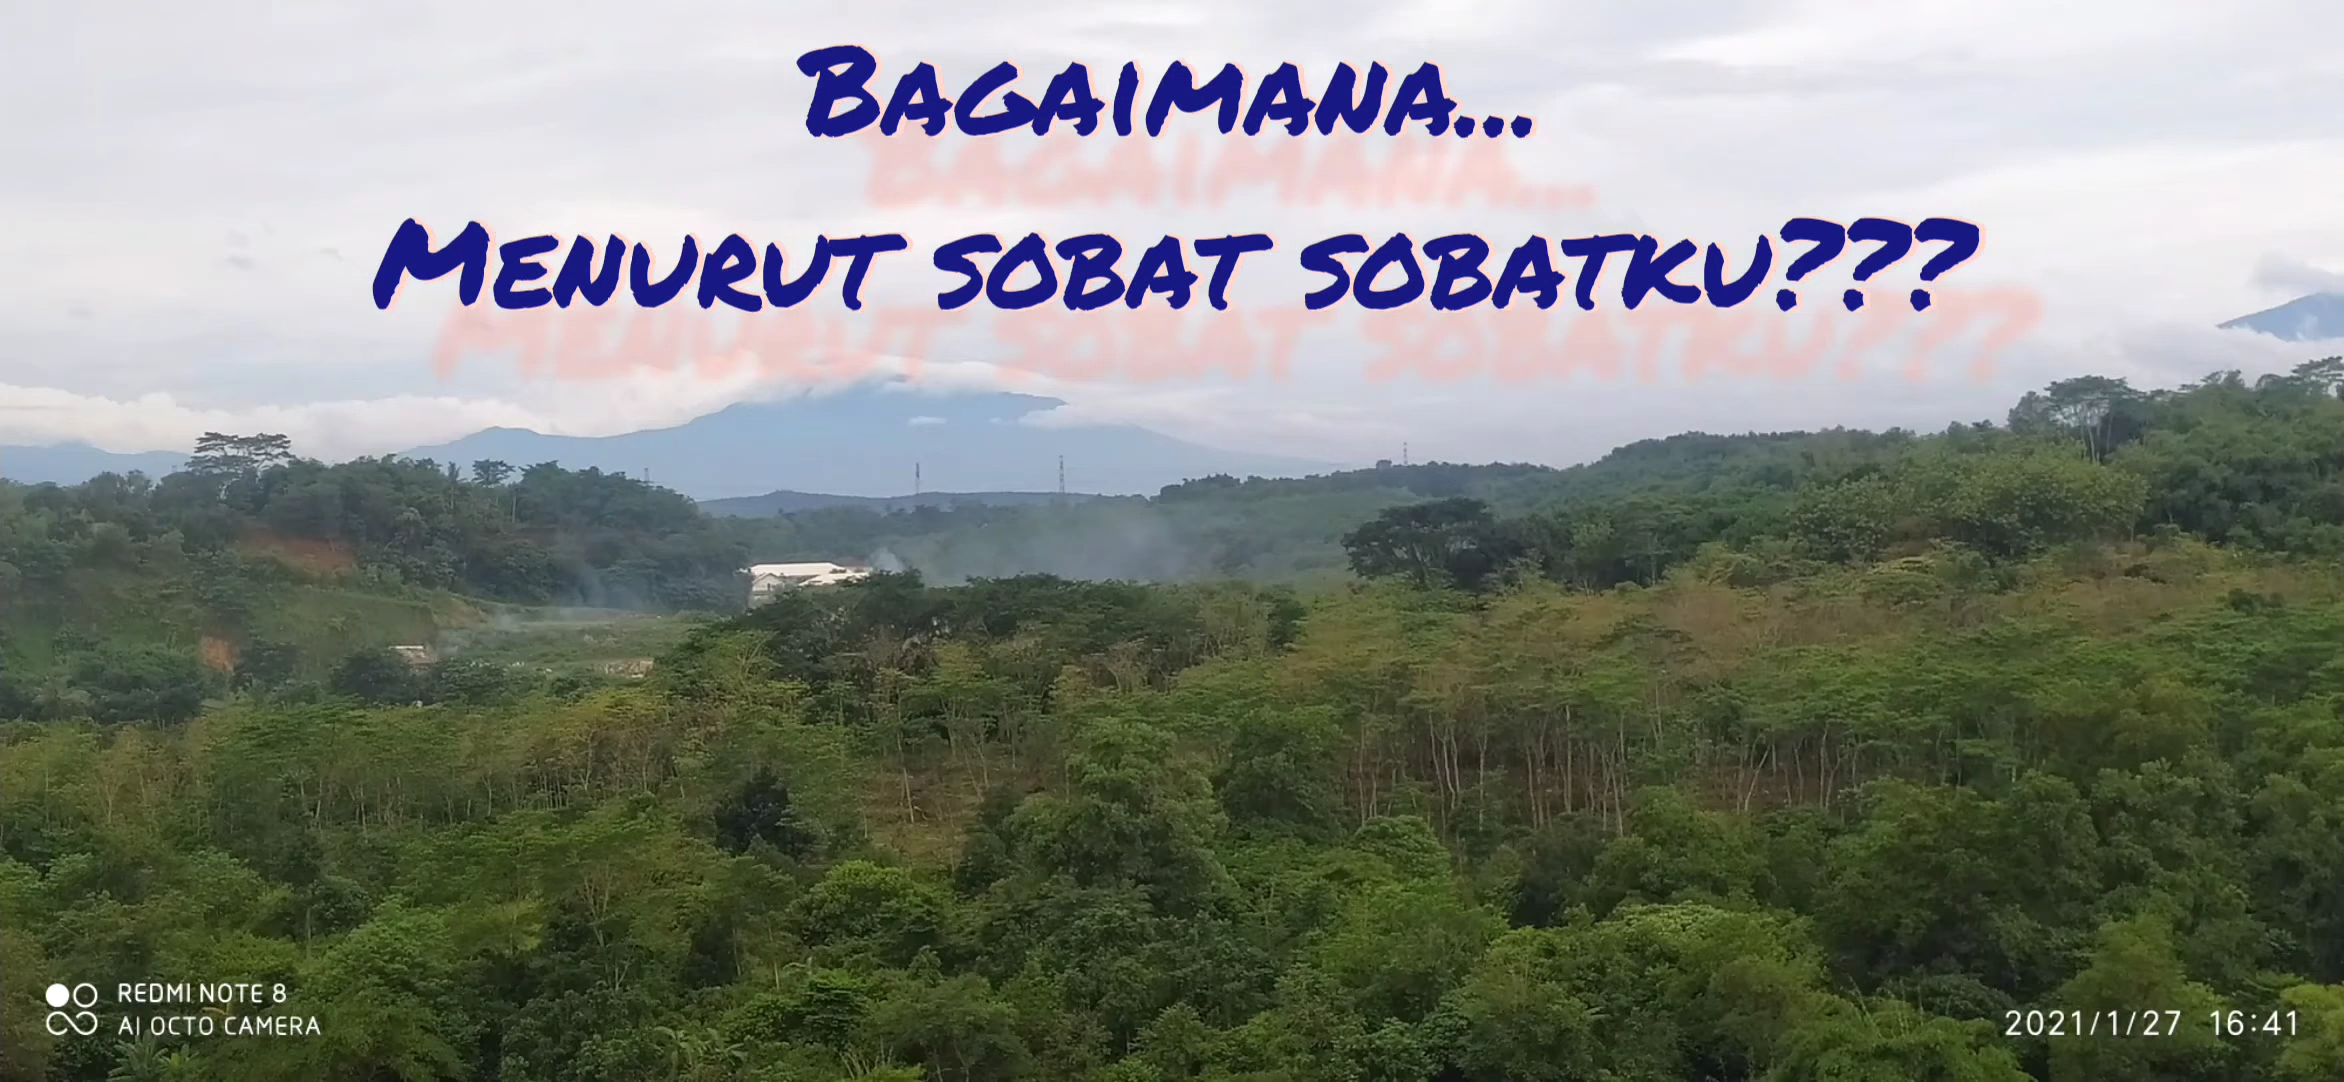 Bagaimana...
Menurut sobat sobatku???
REDMI NOTE 8
AI OCTO CAMERA
2021/1/27 16:41